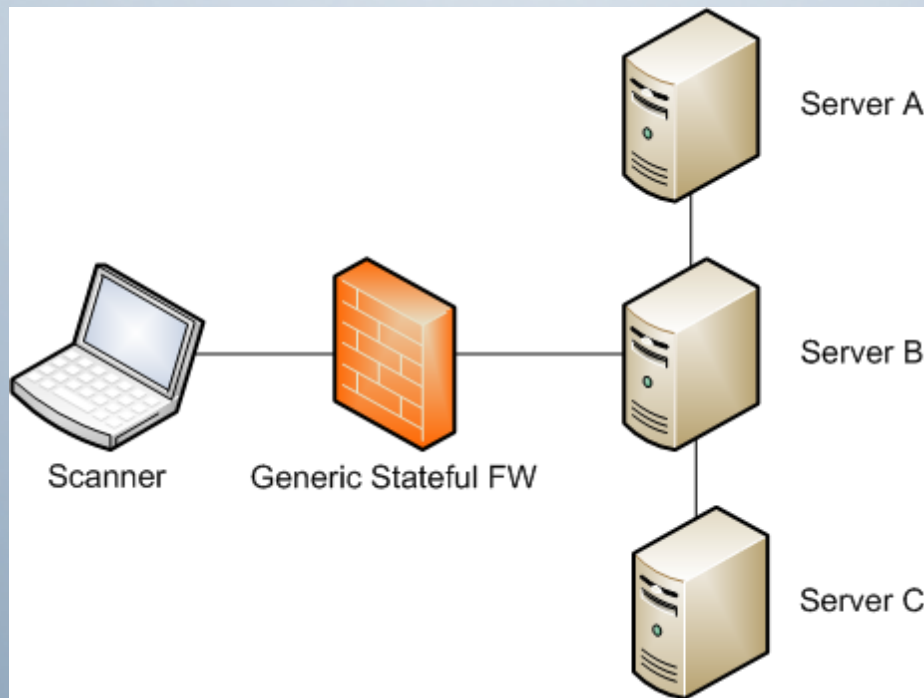 Server A
Server B
Scanner
Generic Stateful FW
Server C